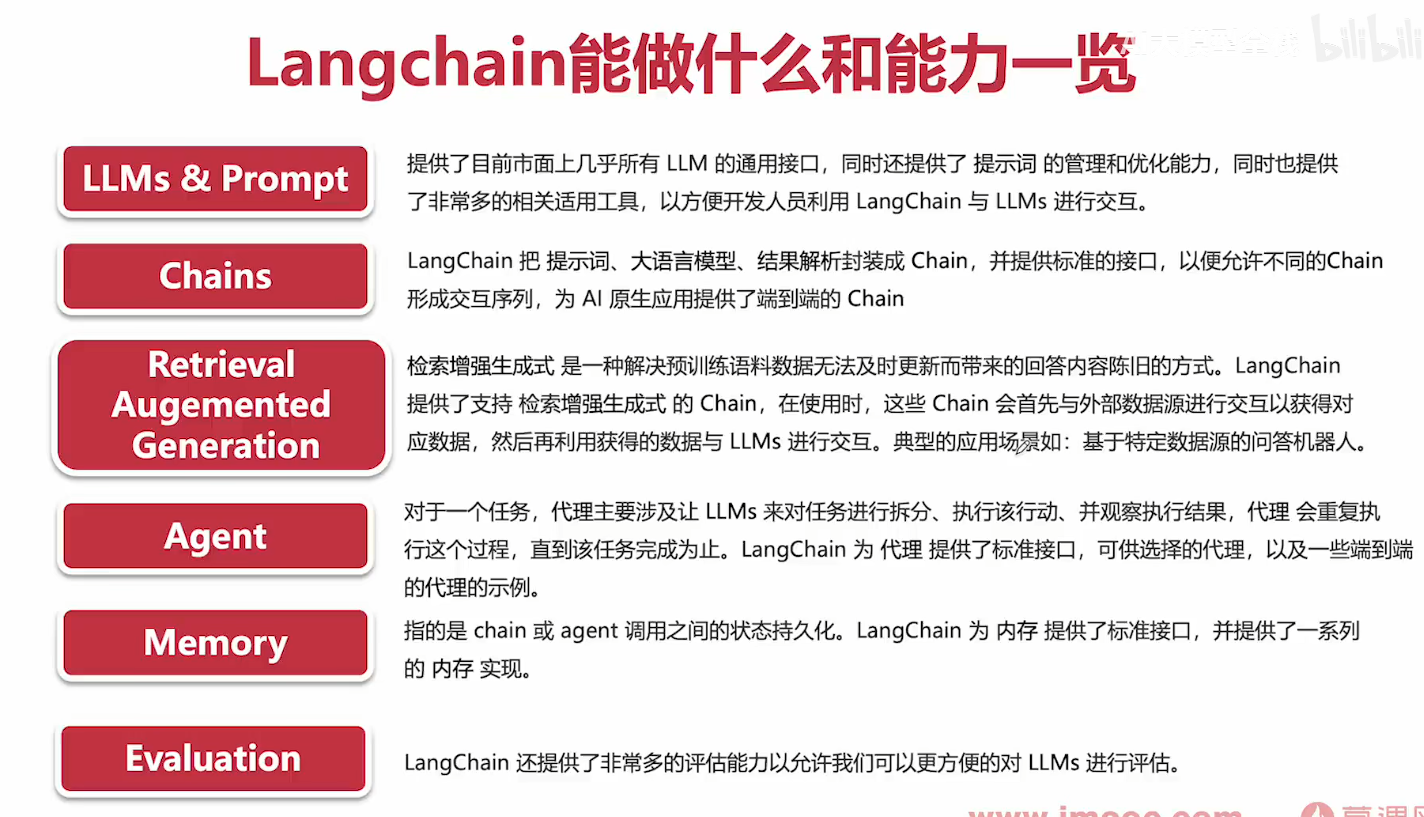 Langchain能做什么和能力一览
bilibili
LLMs & Prompt
提供了目前市面上几乎所有 LLM 的通用接口，同时还提供了 提示词 的管理和优化能力，同时也提供
了非常多的相关适用工具，以方便开发人员利用 LangChain 与 LLMs 进行交互。
Chains
LangChain 把 提示词、大语言模型、结果解析封装成 Chain，并提供标准的接口，以便允许不同的Chain
形成交互序列，为 AI 原生应用提供了端到端的 Chain
Retrieval
Augemented
Generation
检索增强生成式 是一种解决预训练语料数据无法及时更新而带来的回答内容陈旧的方式。LangChain
提供了支持 检索增强生成式 的 Chain，在使用时，这些 Chain 会首先与外部数据源进行交互以获得对
应数据，然后再利用获得的数据与 LLMs 进行交互。典型的应用场景如：基于特定数据源的问答机器人。
Agent
对于一个任务，代理主要涉及让 LLMs 来对任务进行拆分、执行该行动、并观察执行结果，代理 会重复执
行这个过程，直到该任务完成为止。LangChain 为 代理 提供了标准接口，可供选择的代理，以及一些端到端
的代理的示例。
Memory
指的是 chain 或 agent 调用之间的状态持久化。LangChain 为 内存 提供了标准接口，并提供了一系列
的 内存 实现。
Evaluation
LangChain 还提供了非常多的评估能力以允许我们可以更方便的对 LLMs 进行评估。
www.imooc.com